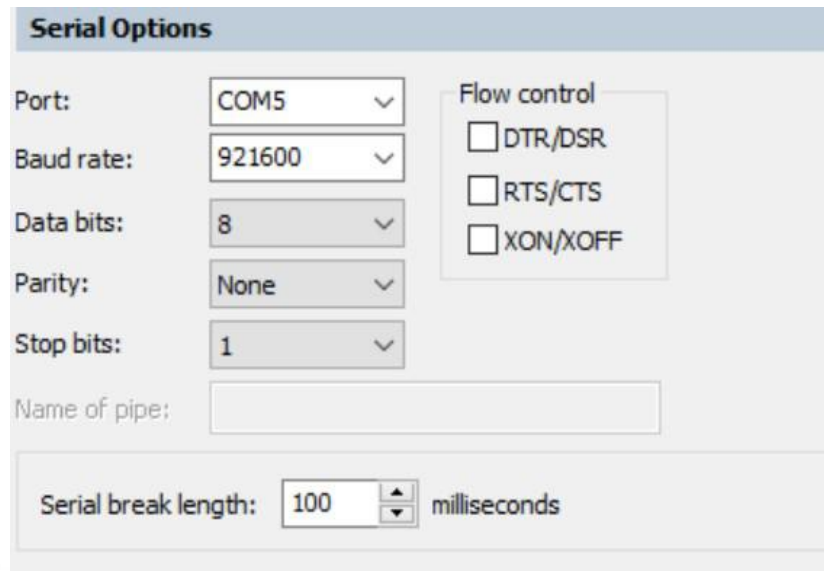 Serial Options
Port: COM5
Baud rate: 921600
Data bits: 8
Parity: None
Stop bits: 1
Name of pipe:
Flow control
DTR/DSR
RTS/CTS
XON/XOFF
Serial break length: 100 milliseconds